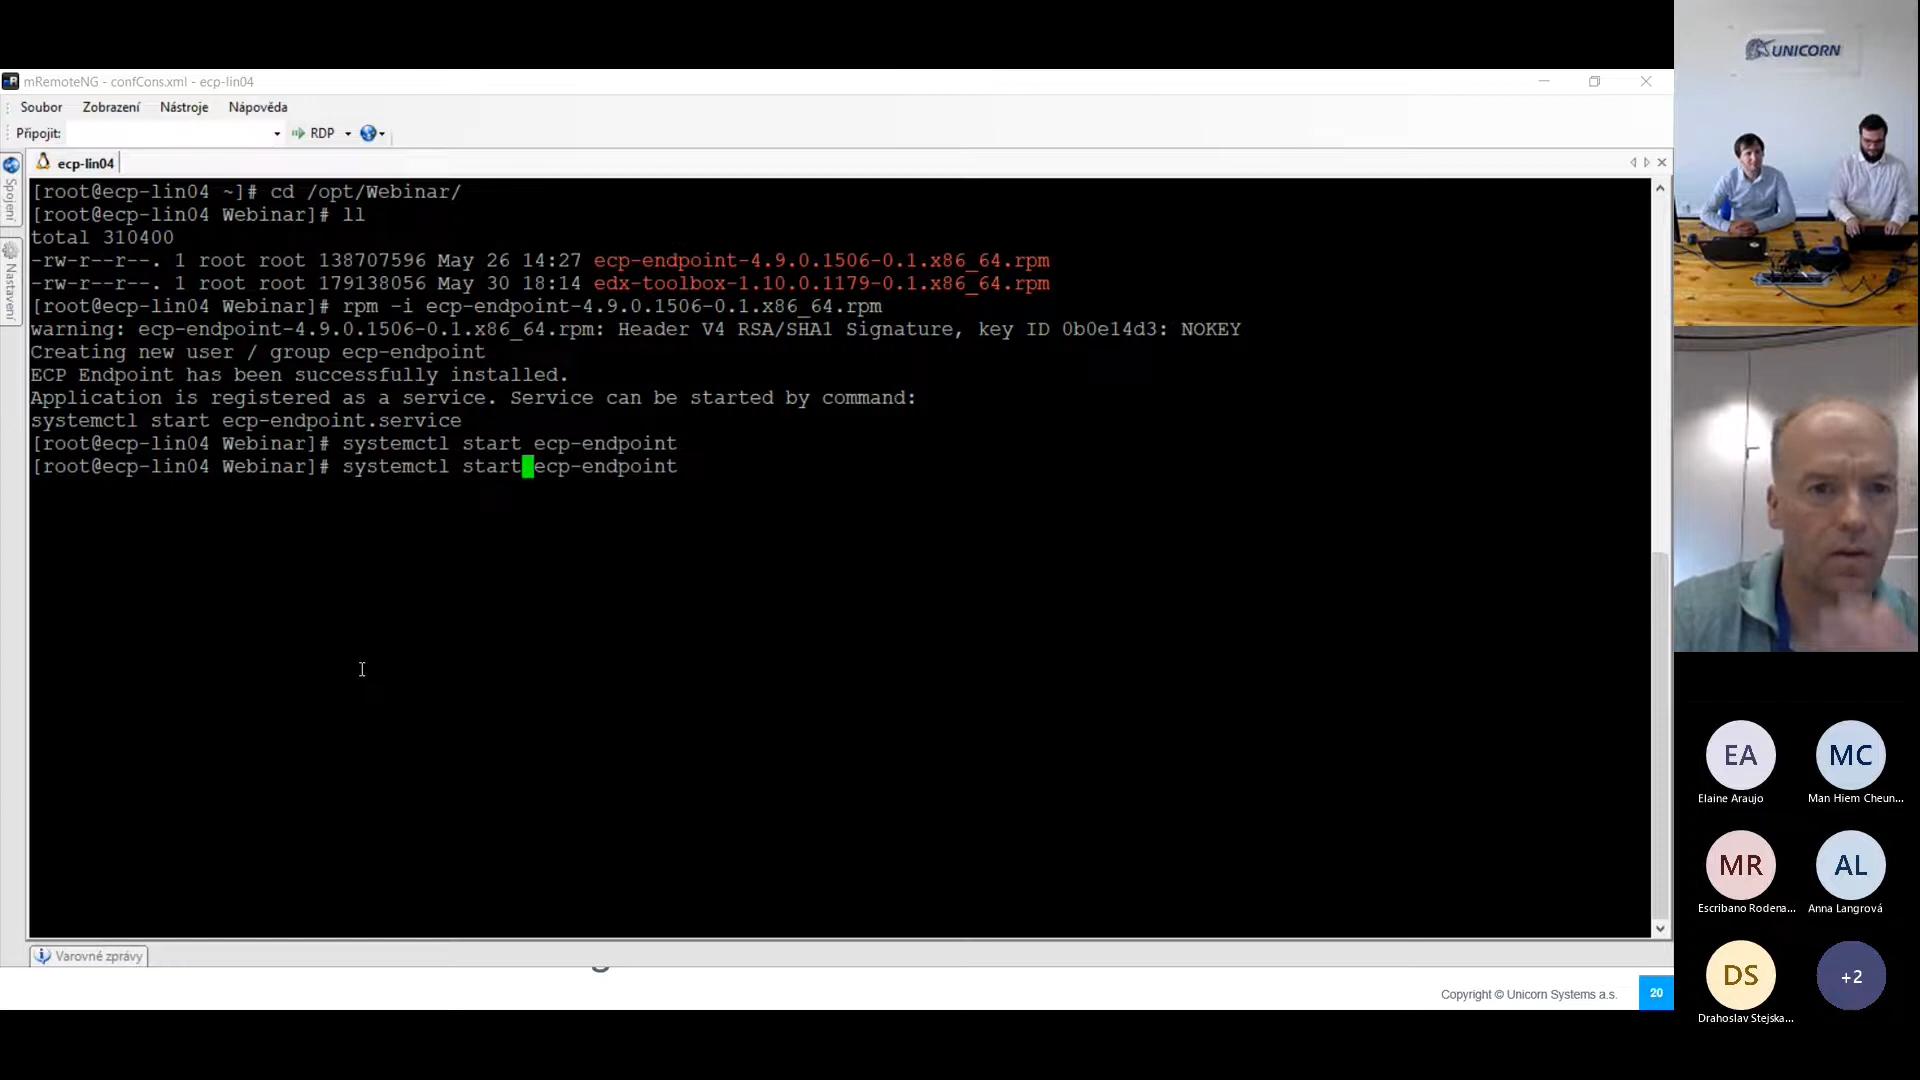 mRemoteNG - confCons.xml - ecp-lin04
Soubor Zobrazení Nástroje Nápověda
Připojit: RDP
ecp-lin04
Spojení
Nastavení
[root@ecp-lin04 ~]# cd /opt/Webinar/
[root@ecp-lin04 Webinar]# ll
total 310400
-rw-r--r--. 1 root root 138707596 May 26 14:27 ecp-endpoint-4.9.0.1506-0.1.x86_64.rpm
-rw-r--r--. 1 root root 179138056 May 30 18:14 edx-toolbox-1.10.0.1179-0.1.x86_64.rpm
[root@ecp-lin04 Webinar]# rpm -i ecp-endpoint-4.9.0.1506-0.1.x86_64.rpm
warning: ecp-endpoint-4.9.0.1506-0.1.x86_64.rpm: Header V4 RSA/SHA1 Signature, key ID 0b0e14d3: NOKEY
Creating new user / group ecp-endpoint
ECP Endpoint has been successfully installed.
Application is registered as a service. Service can be started by command:
systemctl start ecp-endpoint.service
[root@ecp-lin04 Webinar]# systemctl start ecp-endpoint
[root@ecp-lin04 Webinar]# systemctl start ecp-endpoint
Varovné zprávy
Copyright © Unicorn Systems a.s. 20
UNICORN
EA MC
Elaine Araujo Man Hiem Cheun...
MR AL
Escribano Rodena... Anna Langrová
DS +2
Drahoslav Stejska...